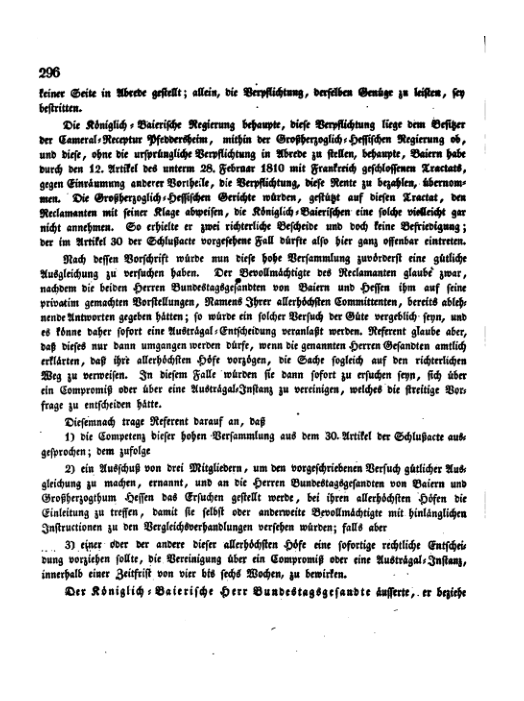 296
keiner Seite in Abrede gestellt; allein, die Verpflichtung, derselben Genüge zu leisten, sey
bestritten.
Die Königlich-Baierische Regierung behaupte, diese Verpflichtung liege dem Besitzer
der Cameral-Receptur Pfeddersheim, mithin der Großherzoglich-Hessischen Regierung ob,
und diese, ohne die ursprüngliche Verpflichtung in Abrede zu stellen, behaupte, Baiern habe
durch den 12. Artikel des unterm 28. Februar 1810 mit Frankreich geschlossenen Tractats,
gegen Einräumung anderer Vortheile, die Verpflichtung, diese Rente zu bezahlen, übernom-
men. Die Großherzoglich-Hessischen Gerichte würden, gestützt auf diesen Tractat, den
Reclamanten mit seiner Klage abweisen, die Königlich-Baierischen eine solche vielleicht gar
nicht annehmen. So erhielte er zwei richterliche Bescheide und doch keine Befriedigung;
der im Artikel 30 der Schlußacte vorgesehene Fall dürfte also hier ganz offenbar eintreten.
Nach dessen Vorschrift würde nun diese hohe Versammlung zuvörderst eine gütliche
Ausgleichung zu versuchen haben. Der Bevollmächtigte des Reclamanten glaube zwar,
nachdem die beiden Herren Bundestagsgesandten von Baiern und Hessen ihm auf seine
privatim gemachten Vorstellungen, Namens Ihrer allerhöchsten Committenten, bereits ableh-
nende Antworten gegeben hätten; so würde ein solcher Versuch der Güte vergeblich seyn, und
es könne daher sofort eine Austrägal-Entscheidung veranlaßt werden. Referent glaube aber,
daß dieses nur dann umgangen werden dürfe, wenn die genannten Herren Gesandten amtlich
erklärten, daß ihre allerhöchsten Höfe vorzögen, die Sache sogleich auf den richterlichen
Weg zu verweisen. In diesem Falle würden sie dann sofort zu ersuchen seyn, sich über
ein Compromiß oder über eine Austrägal-Instanz zu vereinigen, welches die streitige Vor-
frage zu entscheiden hätte.
Diesemnach trage Referent darauf an, daß
1) die Competenz dieser hohen Versammlung aus dem 30. Artikel der Schlußacte aus-
gesprochen; dem zufolge
2) ein Ausschuß von drei Mitgliedern, um den vorgeschriebenen Versuch gütlicher Aus-
gleichung zu machen, ernannt, und an die Herren Bundestagsgesandten von Baiern und
Großherzogthum Hessen das Ersuchen gestellt werde, bei ihren allerhöchsten Höfen die
Einleitung zu treffen, damit sie selbst oder anderweite Bevollmächtigte mit hinlänglichen
Instructionen zu den Vergleichsverhandlungen versehen würden; falls aber
3) einer oder der andere dieser allerhöchsten Höfe eine sofortige rechtliche Entschei-
dung vorziehen sollte, die Vereinigung über ein Compromiß oder eine Austrägal-Instanz,
innerhalb einer Zeitfrist von vier bis sechs Wochen, zu bewirken.
Der Königlich-Baierische Herr Bundestagsgesandte äusserte, er beziehe